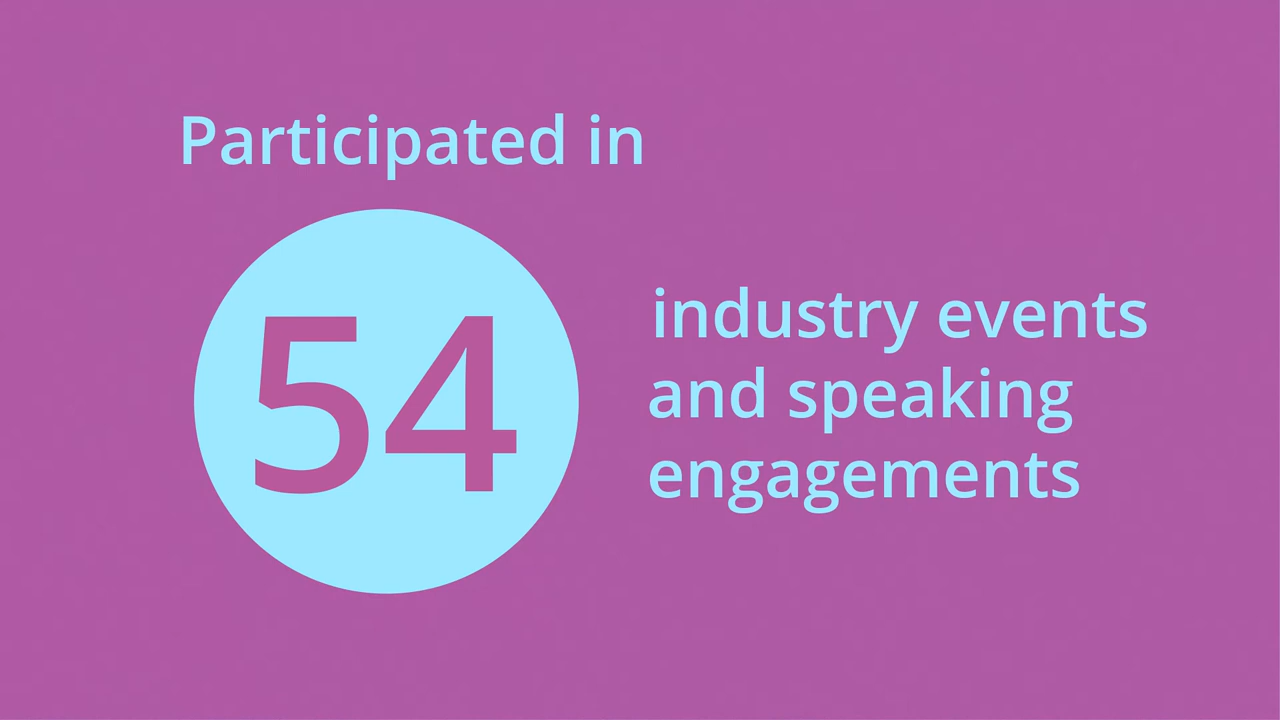 Participated in
54
industry events
and speaking
engagements